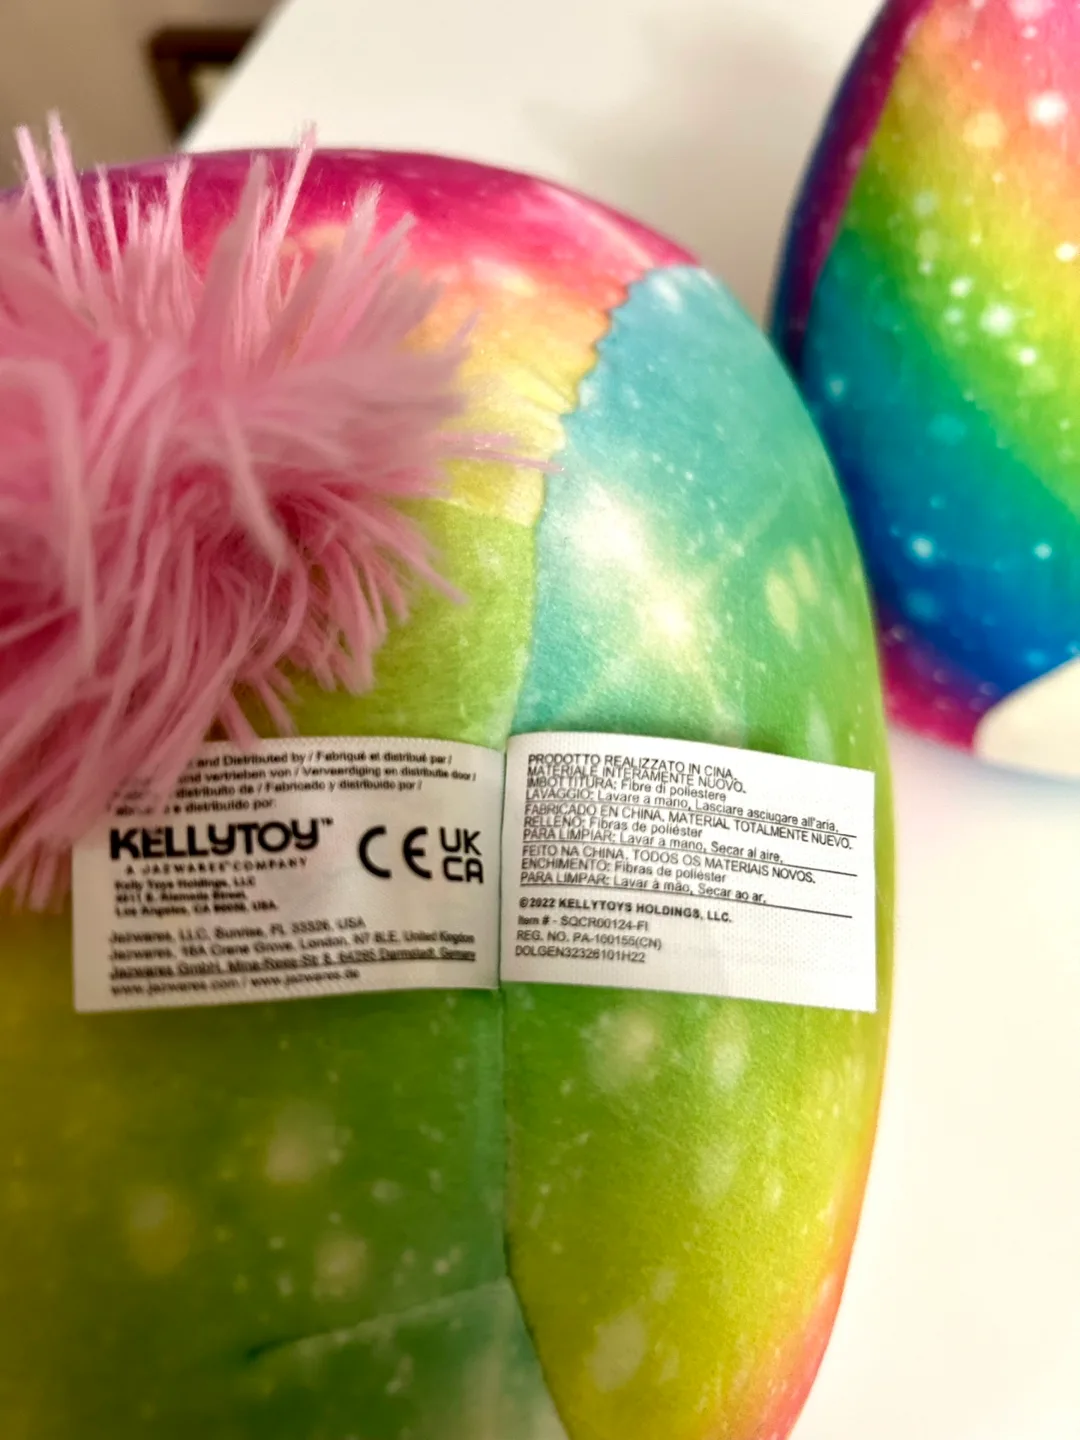 and Distributed by / Fabriqué et distribué par /
und vertrieben von / Vervaardiging en distributie door /
distribuito da / Fabricado y distribuido por /
e distribuído por:
KELLYTOY™
A JAZWARES COMPANY
Kelly Toys Holdings, LLC
Los Angeles, CA USA
Jazwares, LLC, Sunrise, FL 33326, USA
Jazwares, 16A Crane Grove, London, N7 8LE, United Kingdom
Jazwares GmbH, Darmstadt, Germany
www.jazwares.com / www.jazwares.de
CE UK
CA
PRODOTTO REALIZZATO IN CINA.
MATERIALE INTERAMENTE NUOVO.
IMBOTTITURA: Fibre di poliestere
LAVAGGIO: Lavare a mano, Lasciare asciugare all'aria.
FABRICADO EN CHINA. MATERIAL TOTALMENTE NUEVO.
RELLENO: Fibras de poliéster
PARA LIMPIAR: Lavar a mano, Secar al aire.
FEITO NA CHINA. TODOS OS MATERIAIS NOVOS.
ENCHIMENTO: Fibras de poliéster
PARA LIMPAR: Lavar à mão, Secar ao ar.
©2022 KELLYTOYS HOLDINGS, LLC.
Item # - SQCR00124-FI
REG. NO. PA-100155(CN)
DOLGEN32326101H22